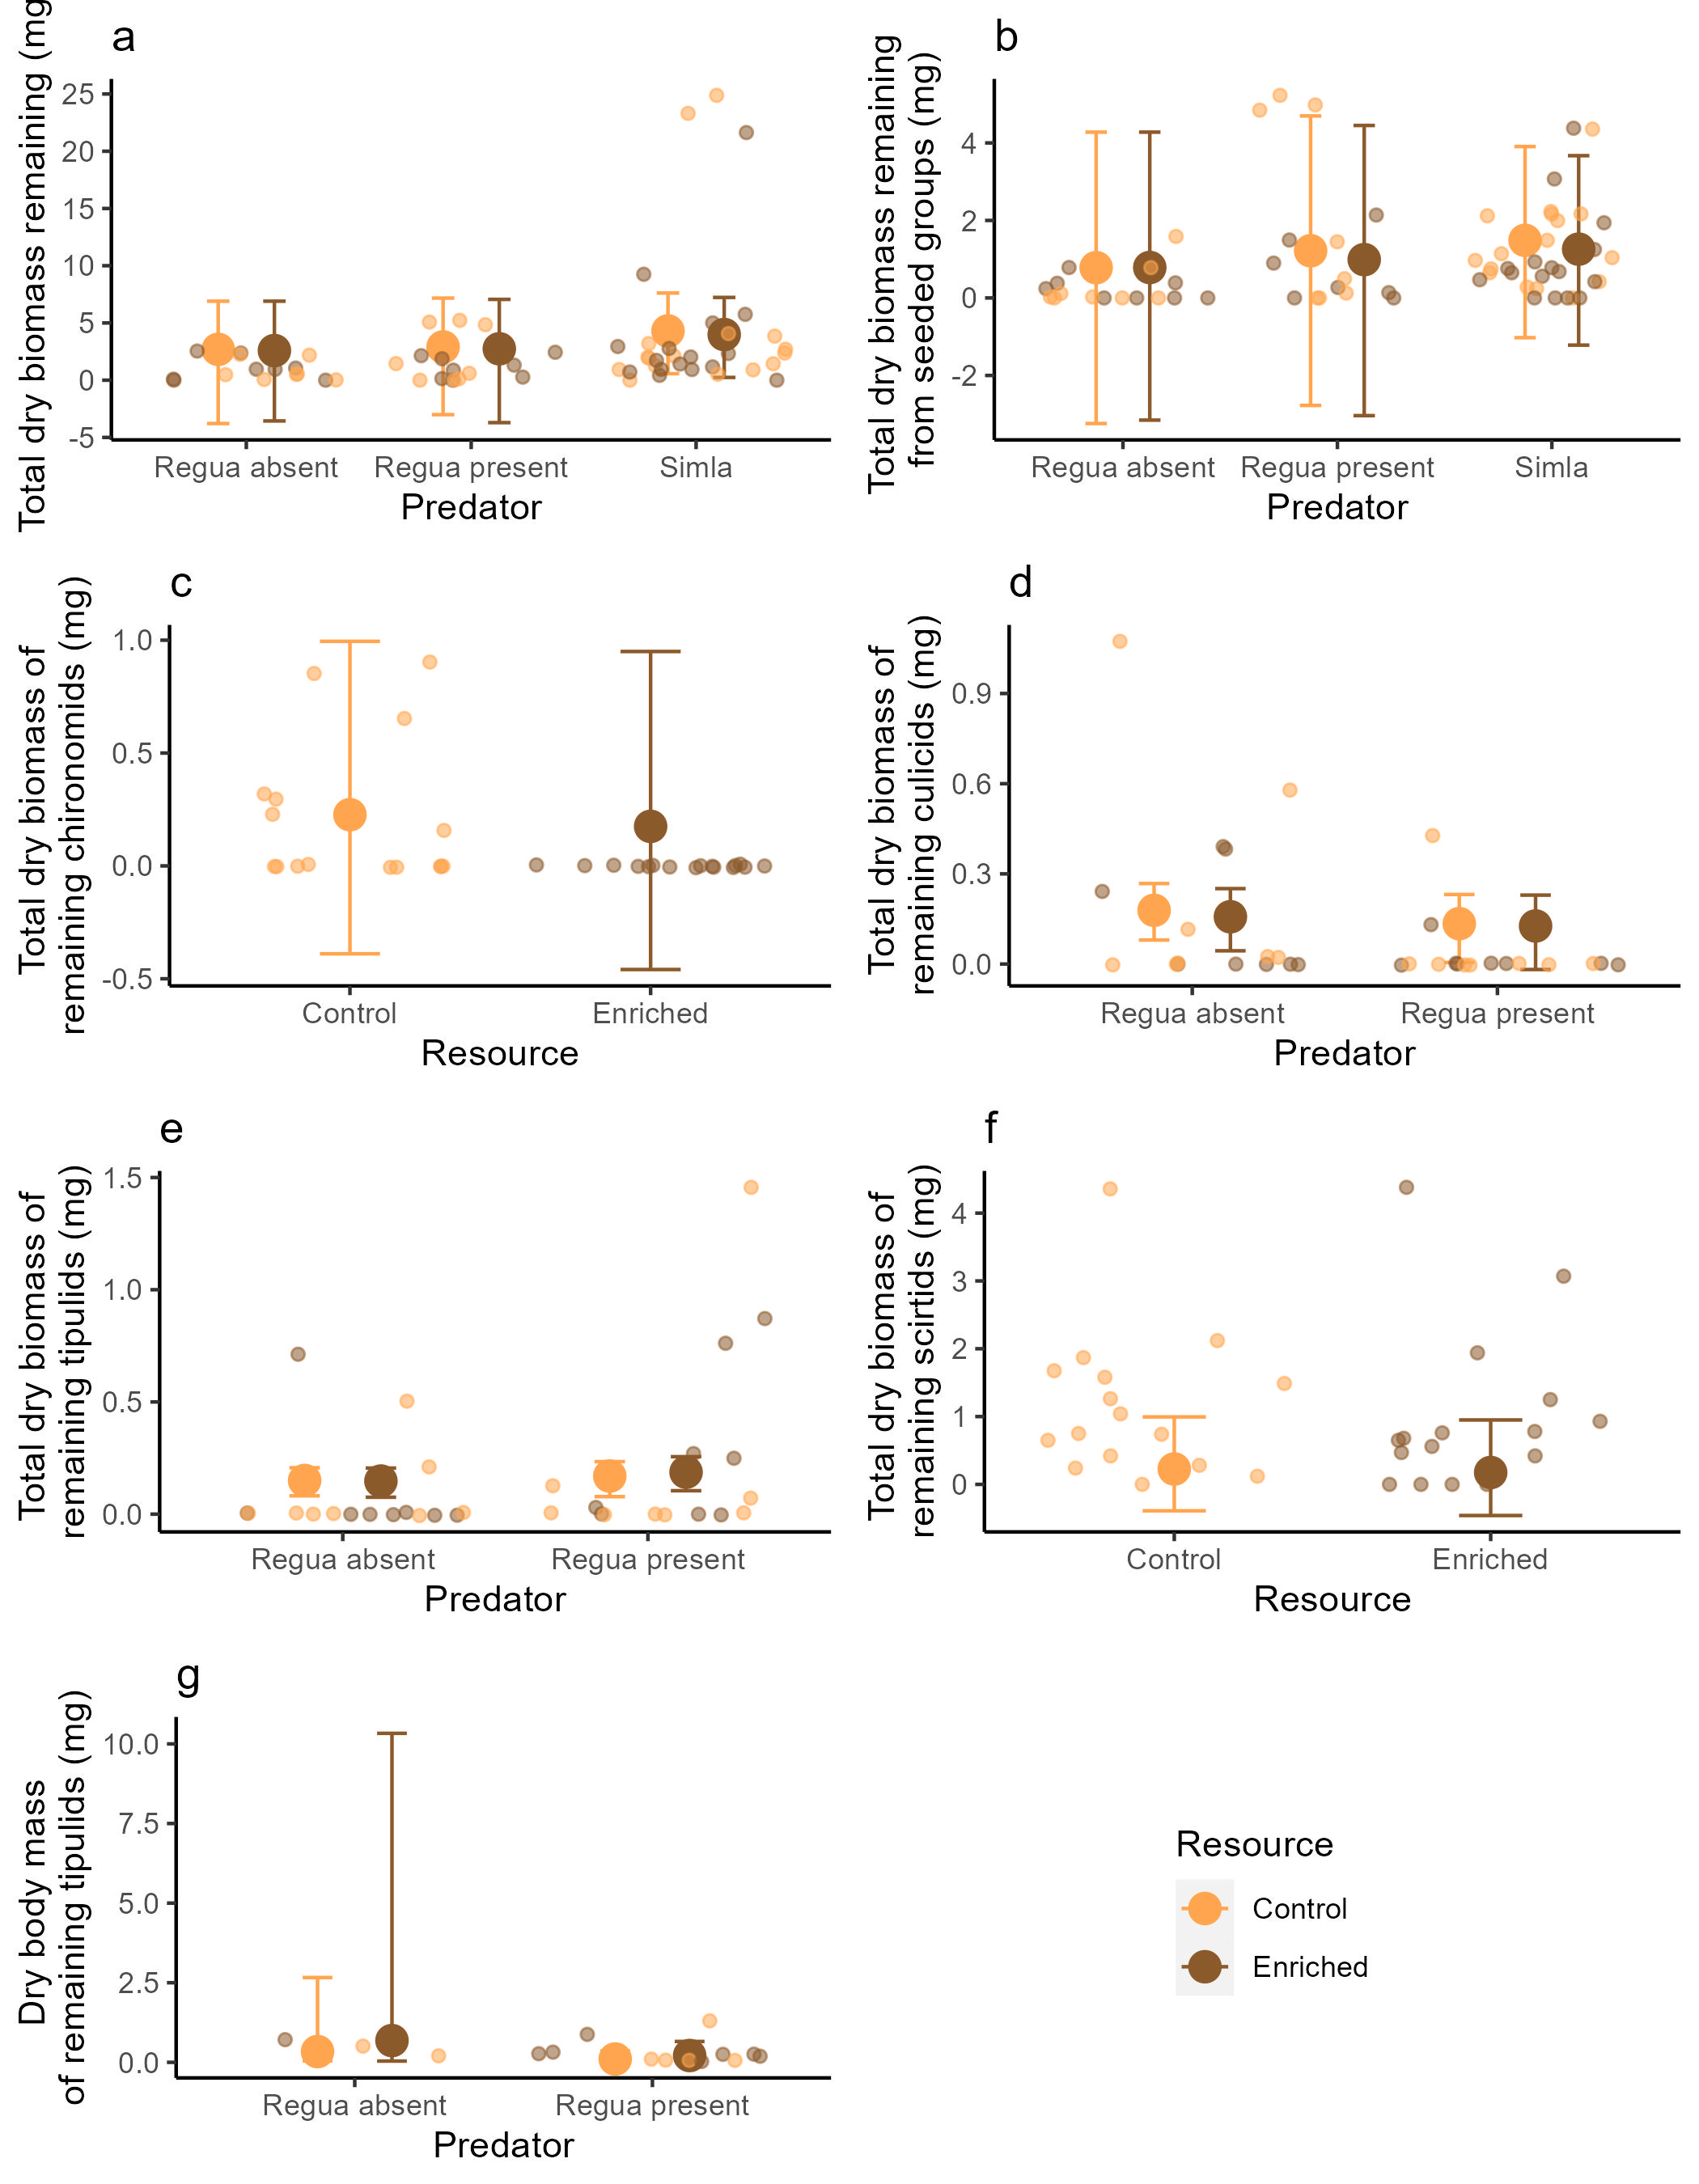 a
Total dry biomass remaining (mg
25
20
15
10
5
0
-5
Regua absent
Regua present
Simla
Predator
b
Total dry biomass remaining
from seeded groups (mg)
4
2
0
-2
Regua absent
Regua present
Simla
Predator
c
Total dry biomass of
remaining chironomids (mg)
1.0
0.5
0.0
-0.5
Control
Enriched
Resource
d
Total dry biomass of
remaining culicids (mg)
0.9
0.6
0.3
0.0
Regua absent
Regua present
Predator
e
Total dry biomass of
remaining tipulids (mg)
1.5
1.0
0.5
0.0
Regua absent
Regua present
Predator
f
Total dry biomass of
remaining scirtids (mg)
4
3
2
1
0
Control
Enriched
Resource
g
Dry body mass
of remaining tipulids (mg)
10.0
7.5
5.0
2.5
0.0
Regua absent
Regua present
Predator
Resource
Control
Enriched